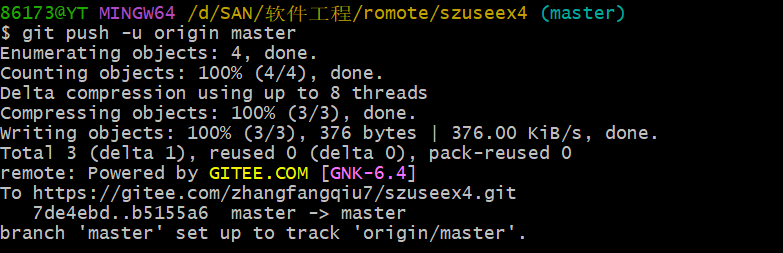 86173@YT MINGW64 /d/SAN/软件工程/romote/szuseex4 (master)
$ git push -u origin master
Enumerating objects: 4, done.
Counting objects: 100% (4/4), done.
Delta compression using up to 8 threads
Compressing objects: 100% (3/3), done.
Writing objects: 100% (3/3), 376 bytes | 376.00 KiB/s, done.
Total 3 (delta 1), reused 0 (delta 0), pack-reused 0
remote: Powered by GITEE.COM [GNK-6.4]
To https://gitee.com/zhangfangqiu7/szuseex4.git
   7de4ebd..b5155a6  master -> master
branch 'master' set up to track 'origin/master'.